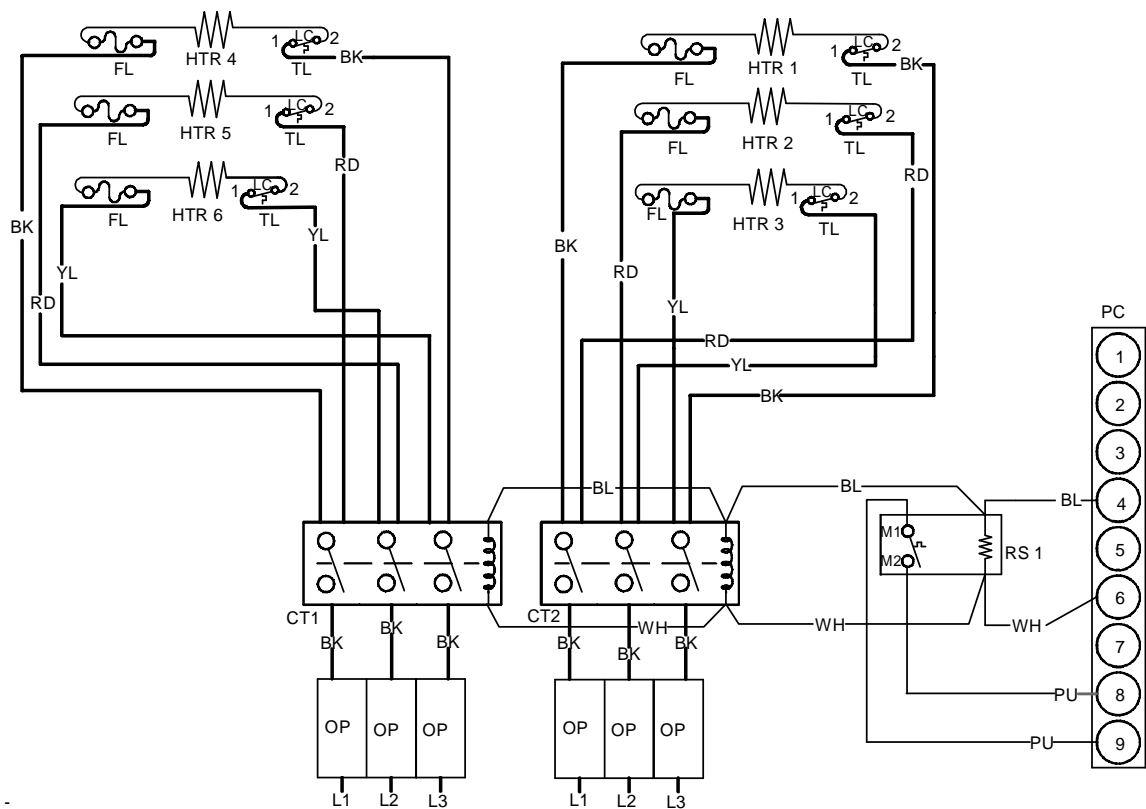 1 LC 2
HTR 4
FL
TL
BK
1 LC 2
HTR 5
FL
TL
RD
1 LC 2
HTR 6
FL
TL
YL
BK
RD
YL
LC 2
1
HTR 1
FL
TL
BK
1 LC 2
HTR 2
FL
TL
RD
1 LC 2
HTR 3
FL
TL
BK
RD
YL
RD
YL
BK
PC
1
2
3
4
5
6
7
8
9
BL
BL
BL
M1
M2
RS 1
CT1
CT2
WH
WH
WH
BK
BK
BK
BK
BK
BK
PU
PU
OP
OP
OP
OP
OP
OP
L1
L2
L3
L1
L2
L3
-